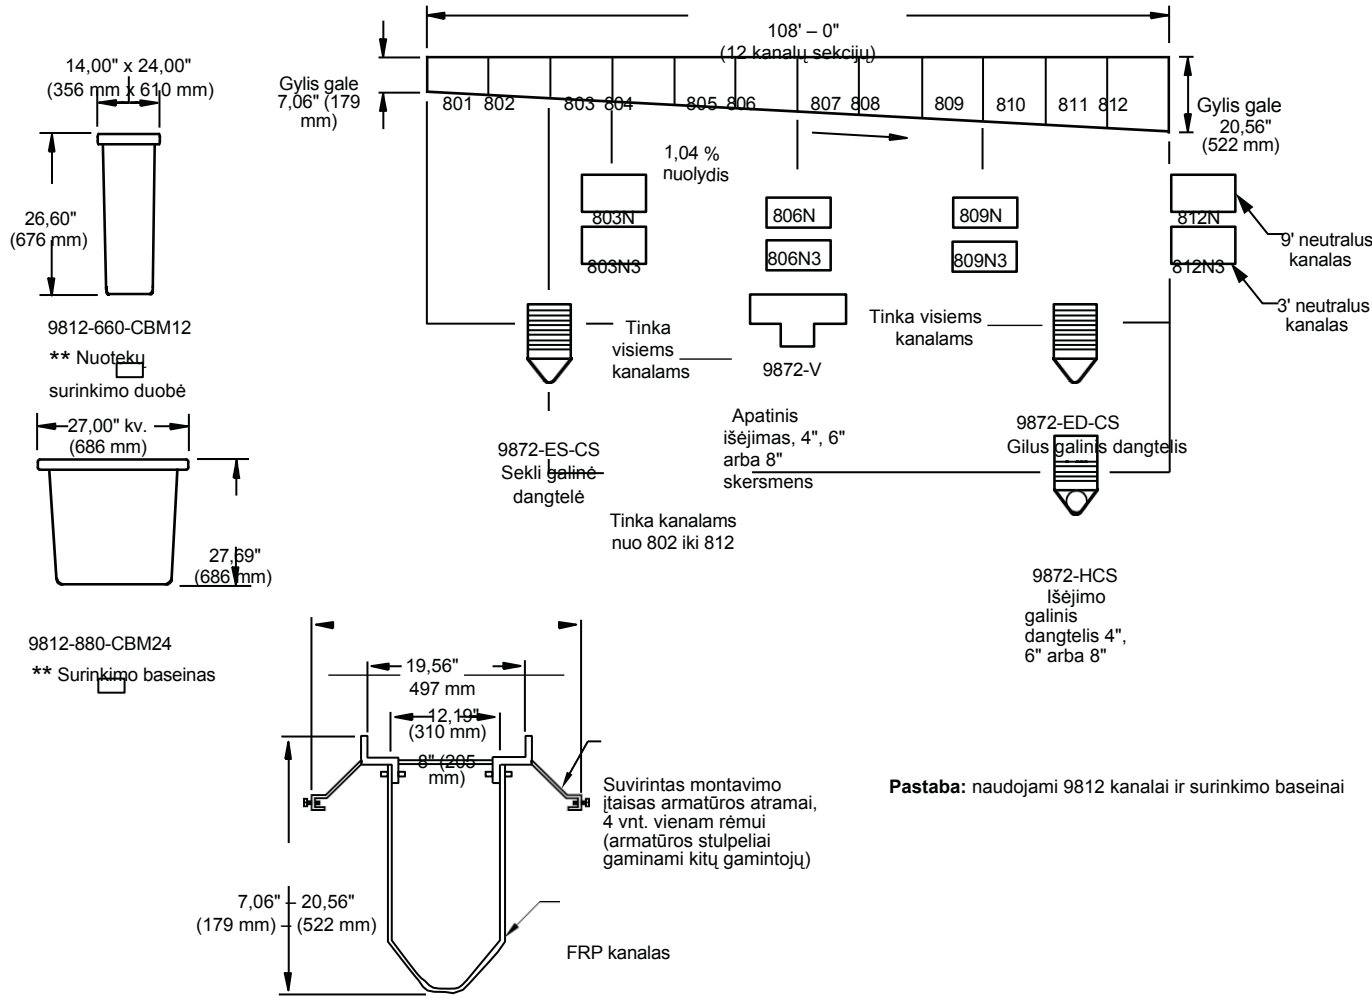 108' – 0"
(12 kanalų sekcijų)
14,00" x 24,00"
(356 mm x 610 mm)
Gylis gale
7,06" (179
mm)
801 802 803 804 805 806 807 808 809 810 811 812
Gylis gale
20,56"
(522 mm)
1,04 %
nuolydis
26,60"
(676 mm)
803N
806N
809N
812N
803N3
806N3
809N3
812N3
9' neutralus
kanalas
3' neutralus
kanalas
9812-660-CBM12
** Nuotekų
surinkimo duobė
Tinka
visiems
kanalams
9872-V
Tinka visiems
kanalams
27,00" kv.
(686 mm)
9872-ES-CS
Sekli galinė
dangtelė
Apatinis
išėjimas, 4", 6"
arba 8"
skersmens
9872-ED-CS
Gilus galinis dangtelis
Tinka kanalams
nuo 802 iki 812
27,69"
(686 mm)
9872-HCS
Išėjimo
galinis
dangtelis 4",
6" arba 8"
9812-880-CBM24
** Surinkimo baseinas
19,56"
497 mm
12,19"
(310 mm)
8" (205
mm)
Suvirintas montavimo
įtaisas armatūros atramai,
4 vnt. vienam rėmui
(armatūros stulpeliai
gaminami kitų gamintojų)
Pastaba: naudojami 9812 kanalai ir surinkimo baseinai
7,06" – 20,56"
(179 mm) – (522 mm)
FRP kanalas